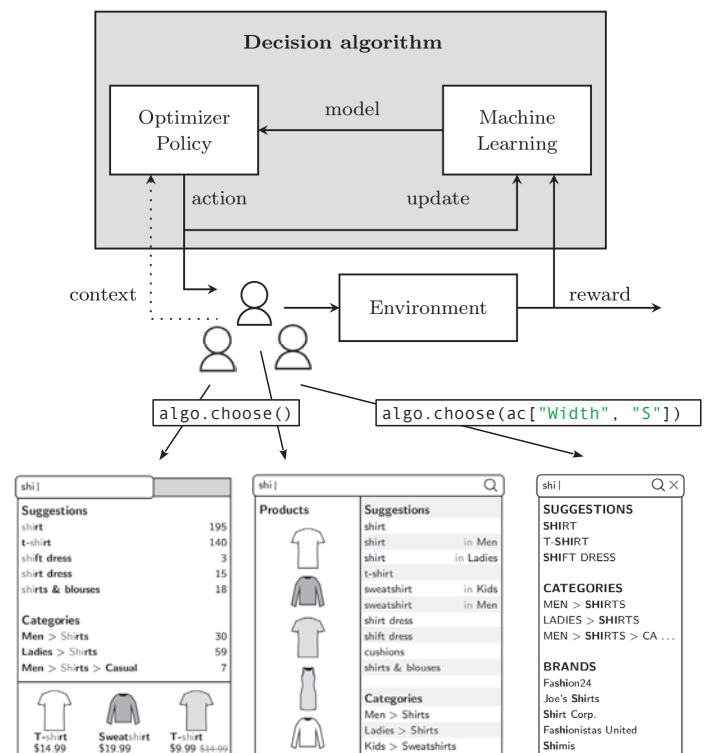 Decision algorithm
Optimizer
Policy
model
Machine
Learning
action
update
context
Environment
reward
algo.choose()
algo.choose(ac["Width", "S"])
shi|
Suggestions
shirt 195
t-shirt 140
shift dress 3
shirt dress 15
shirts & blouses 18
Categories
Men > Shirts 30
Ladies > Shirts 59
Men > Shirts > Casual 7
T-shirt Sweatshirt T-shirt
$14.99 $19.99 $9.99 $14.99
shi|
Products
Suggestions
shirt
shirt in Men
shirt in Ladies
t-shirt
sweatshirt in Kids
sweatshirt in Men
shirt dress
shift dress
cushions
shirts & blouses
Categories
Men > Shirts
Ladies > Shirts
Kids > Sweatshirts
shi|
SUGGESTIONS
SHIRT
T-SHIRT
SHIFT DRESS
CATEGORIES
MEN > SHIRTS
LADIES > SHIRTS
MEN > SHIRTS > CA ...
BRANDS
Fashion24
Joe's Shirts
Shirt Corp.
Fashionistas United
Shimis